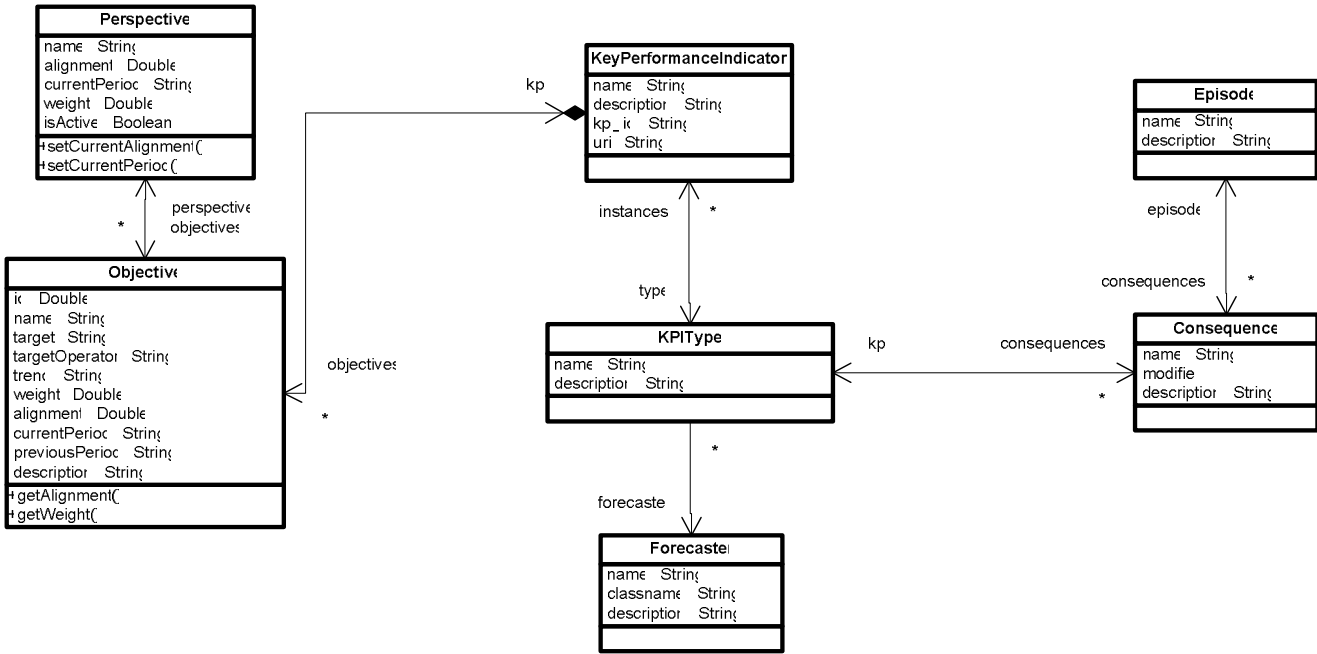 Perspective
name String
alignment Double
currentPeriod String
weight Double
isActive Boolean
+setCurrentAlignment(
+setCurrentPeriod(
KeyPerformanceIndicator
name String
description String
kp_id String
uri String
kp
Episode
name String
description String
perspective
* objectives
instances *
episode
Objective
id Double
name String
target String
targetOperator String
trend String
weight Double
alignment Double
currentPeriod String
previousPeriod String
description String
+getAlignment(
+getWeight(
type
consequences *
objectives
*
KPIType
name String
description String
kp
consequences
*
Consequence
name String
modifie
description String
*
forecaste
Forecaster
name String
classname String
description String